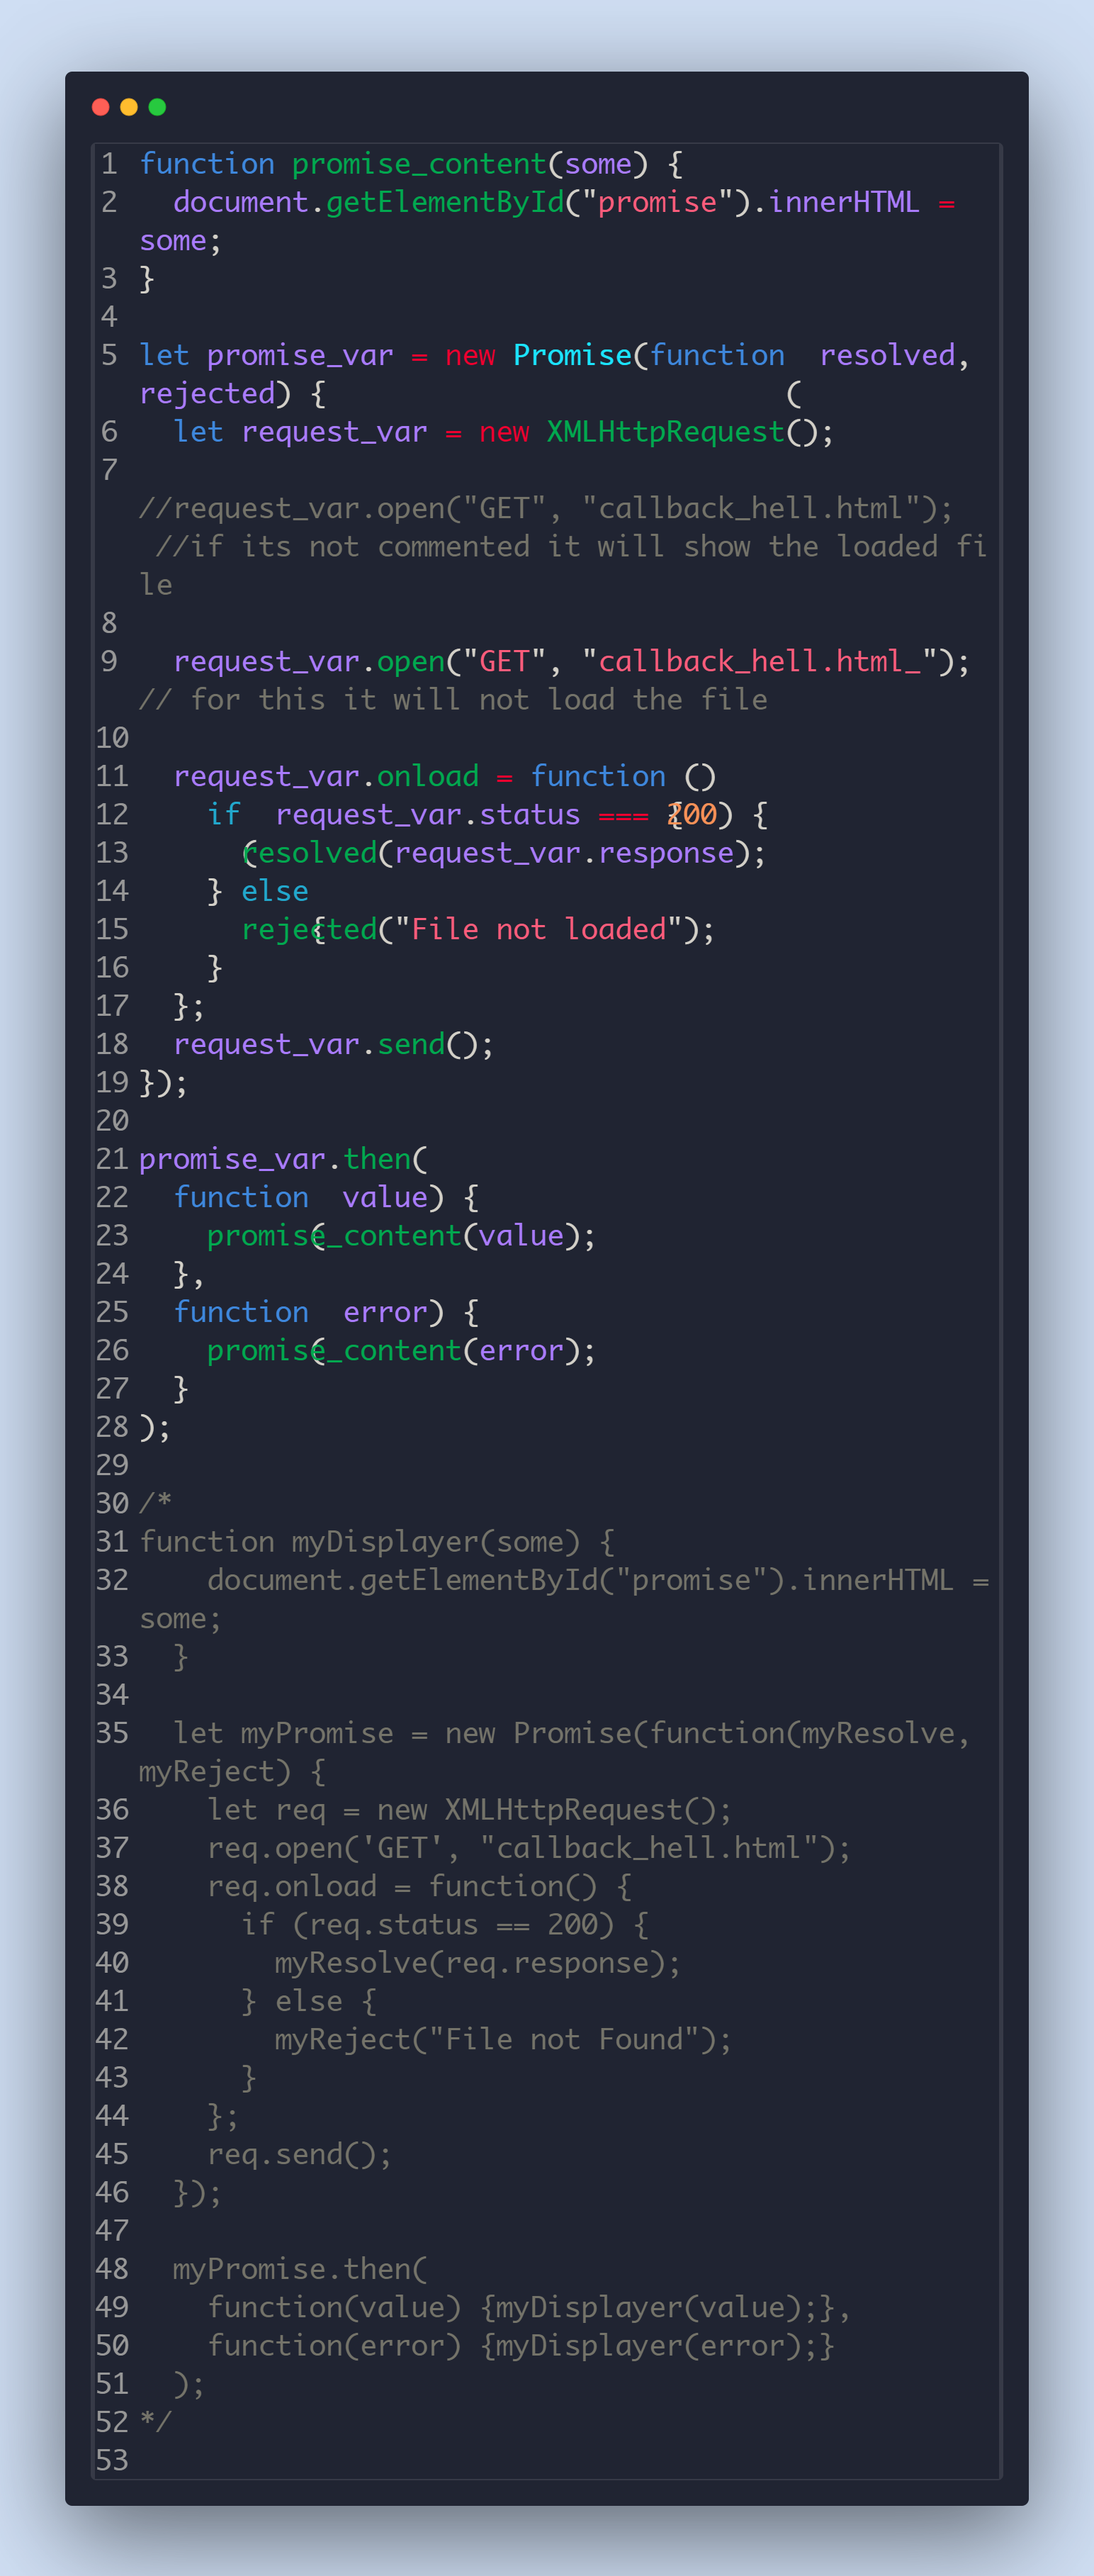 1 function promise_content(some) {
2   document.getElementById("promise").innerHTML =
some;
3 }
4
5 let promise_var = new Promise(function  resolved,
rejected) {                           (
6   let request_var = new XMLHttpRequest();
7
//request_var.open("GET", "callback_hell.html");
 //if its not commented it will show the loaded fi
le
8
9   request_var.open("GET", "callback_hell.html_");
// for this it will not load the file
10
11   request_var.onload = function ()
12     if  request_var.status === {200) {
13       (resolved(request_var.response);
14     } else
15       rejected{("File not loaded");
16     }
17   };
18   request_var.send();
19 });
20
21 promise_var.then(
22   function  value) {
23     promise(_content(value);
24   },
25   function  error) {
26     promise(_content(error);
27   }
28 );
29
30 /*
31 function myDisplayer(some) {
32     document.getElementById("promise").innerHTML =
some;
33   }
34
35   let myPromise = new Promise(function(myResolve,
myReject) {
36     let req = new XMLHttpRequest();
37     req.open('GET', "callback_hell.html");
38     req.onload = function() {
39       if (req.status == 200) {
40         myResolve(req.response);
41       } else {
42         myReject("File not Found");
43       }
44     };
45     req.send();
46   });
47
48   myPromise.then(
49     function(value) {myDisplayer(value);},
50     function(error) {myDisplayer(error);}
51   );
52 */
53